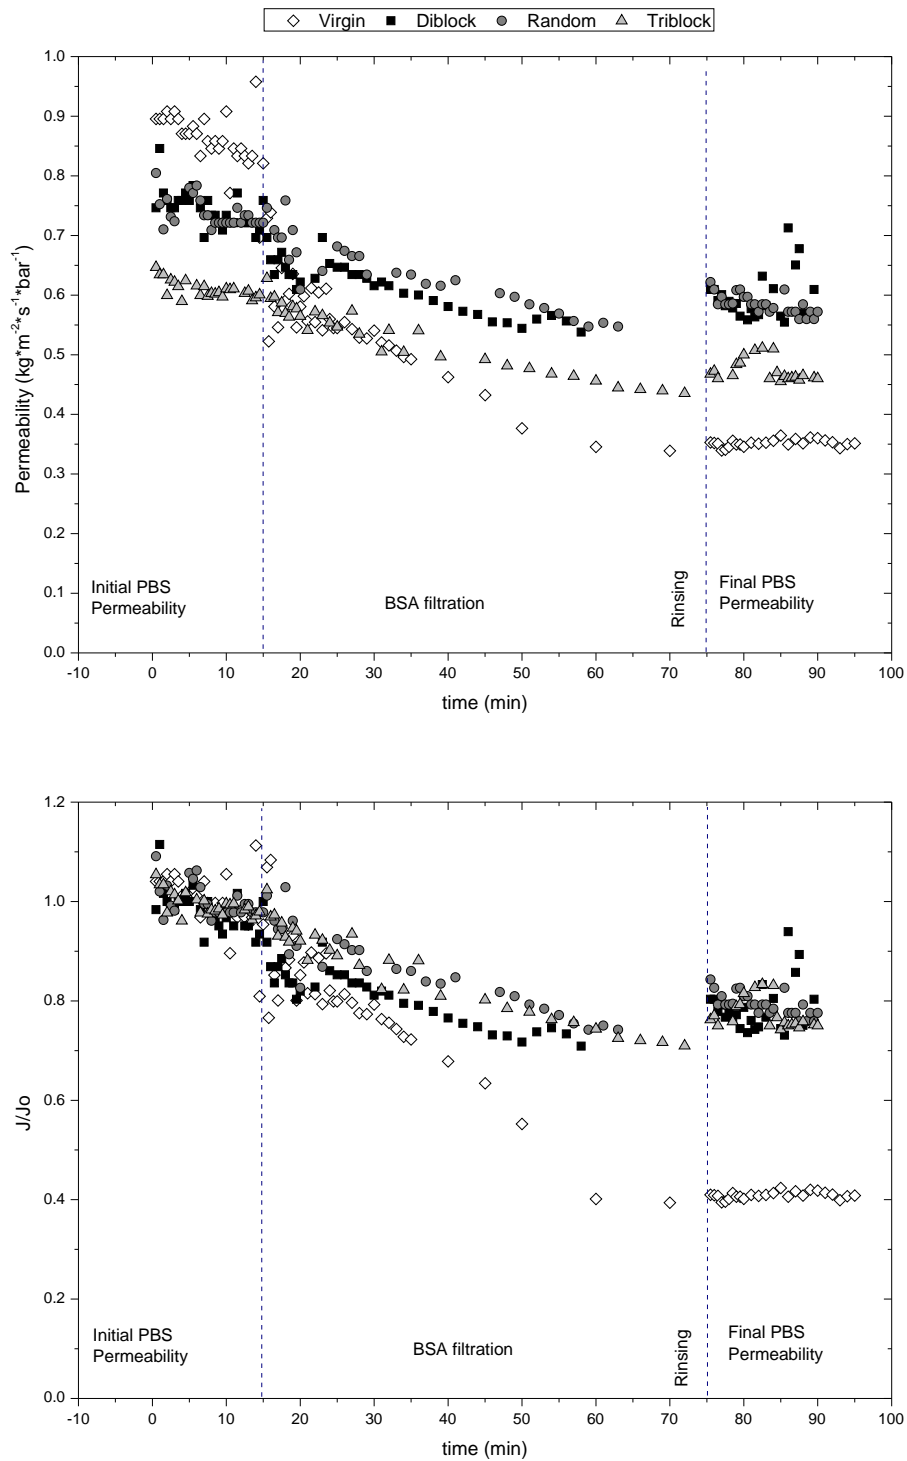 Virgin Diblock Random Triblock
1.0
0.9
0.8
0.7
0.6
0.5
0.4
0.3
0.2
0.1
0.0
Permeability (kg*m⁻²*s⁻¹*bar⁻¹)
Initial PBS
Permeability
BSA filtration
Rinsing
Final PBS
Permeability
-10 0 10 20 30 40 50 60 70 80 90 100
time (min)
1.2
1.0
0.8
0.6
0.4
0.2
0.0
J/Jo
Initial PBS
Permeability
BSA filtration
Rinsing
Final PBS
Permeability
-10 0 10 20 30 40 50 60 70 80 90 100
time (min)